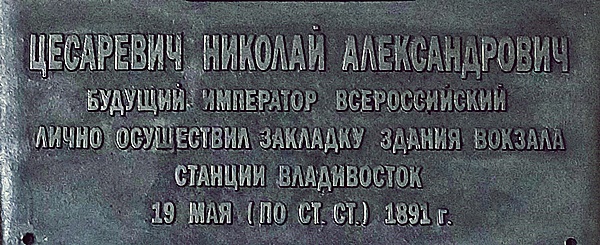 ЦЕСАРЕВИЧ НИКОЛАЙ АЛЕКСАНДРОВИЧ
БУДУЩИЙ ИМПЕРАТОР ВСЕРОССИЙСКИЙ
ЛИЧНО ОСУЩЕСТВИЛ ЗАКЛАДКУ ЗДАНИЯ ВОКЗАЛА
СТАНЦИИ ВЛАДИВОСТОК
19 МАЯ (ПО СТ. СТ.) 1891 г.